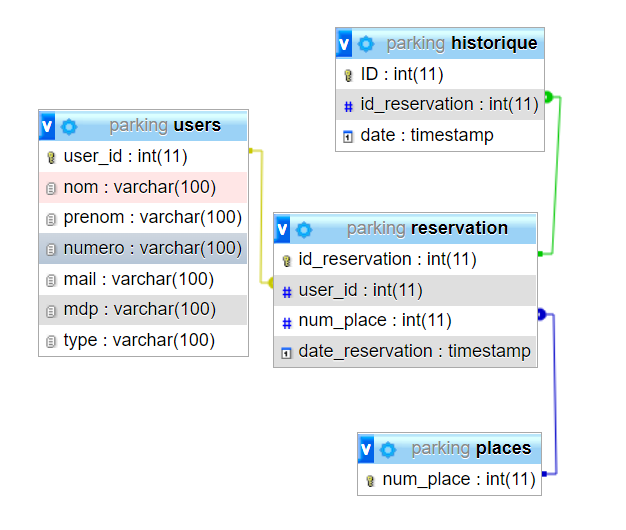 parking historique
ID : int(11)
id_reservation : int(11)
date : timestamp
parking users
user_id : int(11)
nom : varchar(100)
prenom : varchar(100)
numero : varchar(100)
mail : varchar(100)
mdp : varchar(100)
type : varchar(100)
parking reservation
id_reservation : int(11)
user_id : int(11)
num_place : int(11)
date_reservation : timestamp
parking places
num_place : int(11)